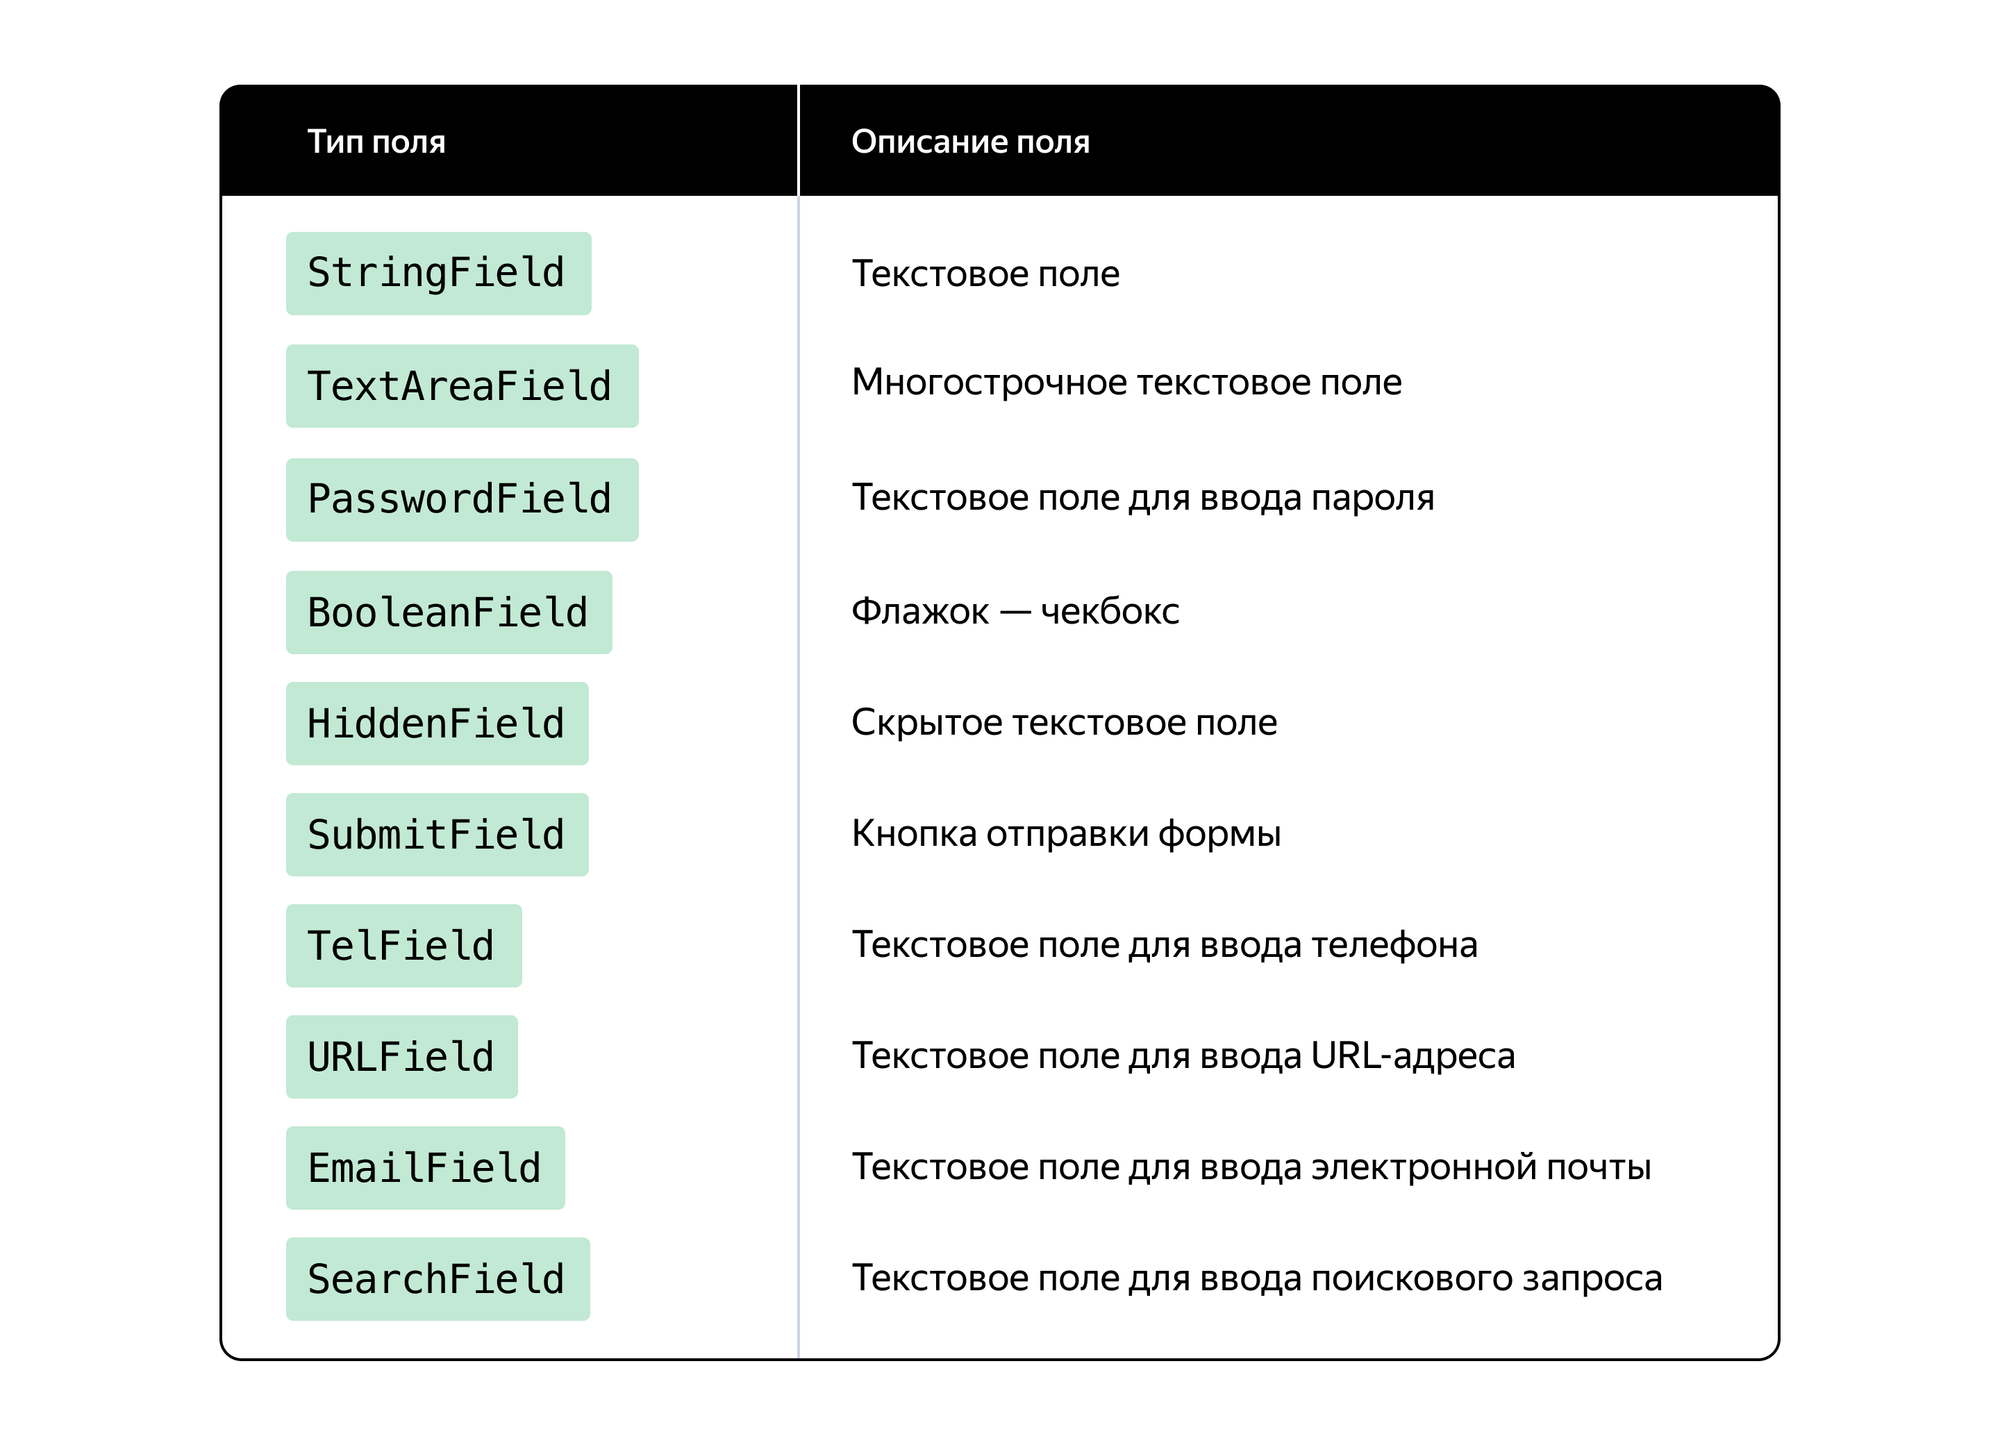 Тип поля
Описание поля
StringField
Текстовое поле
TextAreaField
Многострочное текстовое поле
PasswordField
Текстовое поле для ввода пароля
BooleanField
Флажок — чекбокс
HiddenField
Скрытое текстовое поле
SubmitField
Кнопка отправки формы
TelField
Текстовое поле для ввода телефона
URLField
Текстовое поле для ввода URL-адреса
EmailField
Текстовое поле для ввода электронной почты
SearchField
Текстовое поле для ввода поискового запроса